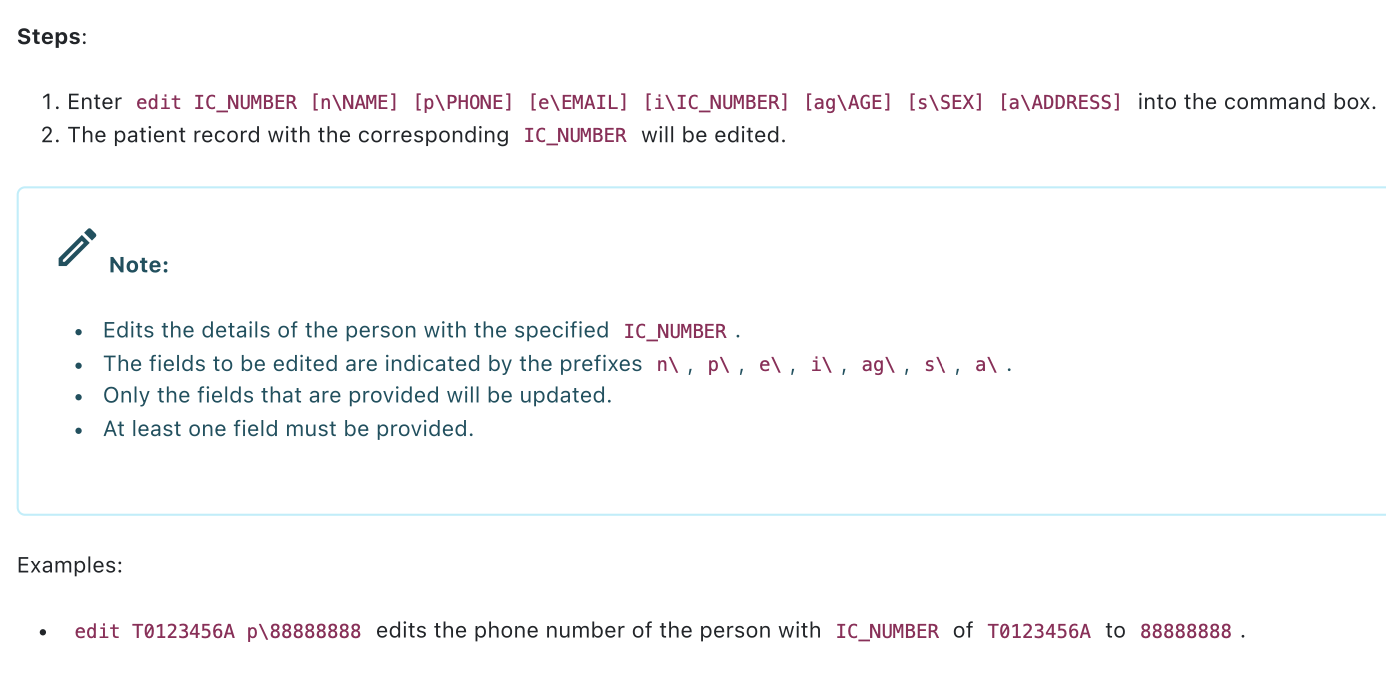 Steps:
1. Enter edit IC_NUMBER [n\NAME] [p\PHONE] [e\EMAIL] [i\IC_NUMBER] [ag\AGE] [s\SEX] [a\ADDRESS] into the command box.
2. The patient record with the corresponding IC_NUMBER will be edited.
Note:
• Edits the details of the person with the specified IC_NUMBER .
• The fields to be edited are indicated by the prefixes n\ , p\ , e\ , i\ , ag\ , s\ , a\ .
• Only the fields that are provided will be updated.
• At least one field must be provided.
Examples:
• edit T0123456A p\88888888 edits the phone number of the person with IC_NUMBER of T0123456A to 88888888 .